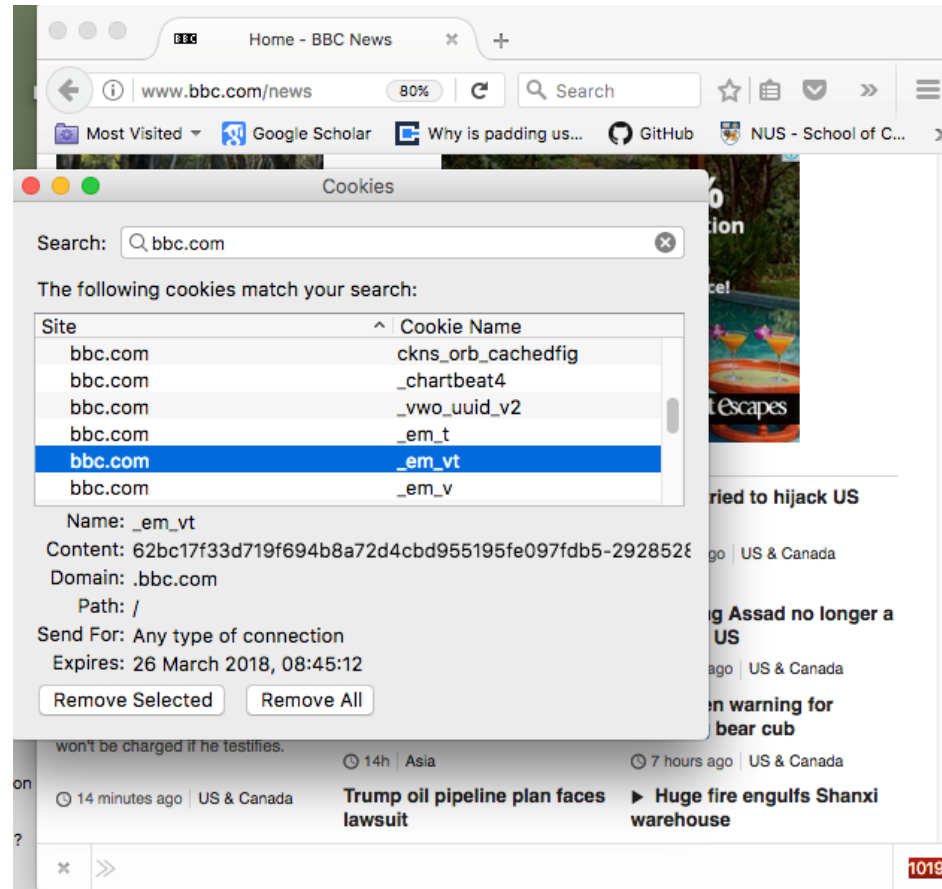 BBC Home - BBC News
www.bbc.com/news 80% Search
Most Visited Google Scholar Why is padding us... GitHub NUS - School of C...
Cookies
%
tion
Search: bbc.com
ce!
The following cookies match your search:
Site Cookie Name
bbc.com ckns_orb_cachedfig
bbc.com _chartbeat4
bbc.com _vwo_uuid_v2
t escapes
bbc.com _em_t
bbc.com _em_vt
bbc.com _em_v
ried to hijack US
Name: _em_vt
Content: 62bc17f33d719f694b8a72d4cbd955195fe097fdb5-2928528
go US & Canada
Domain: .bbc.com
Path: /
g Assad no longer a
Send For: Any type of connection
US
Expires: 26 March 2018, 08:45:12
ago US & Canada
Remove Selected Remove All
en warning for
bear cub
won't be charged if he testifies.
14h Asia
7 hours ago US & Canada
on
14 minutes ago US & Canada
Trump oil pipeline plan faces
lawsuit
Huge fire engulfs Shanxi
warehouse
?
1019